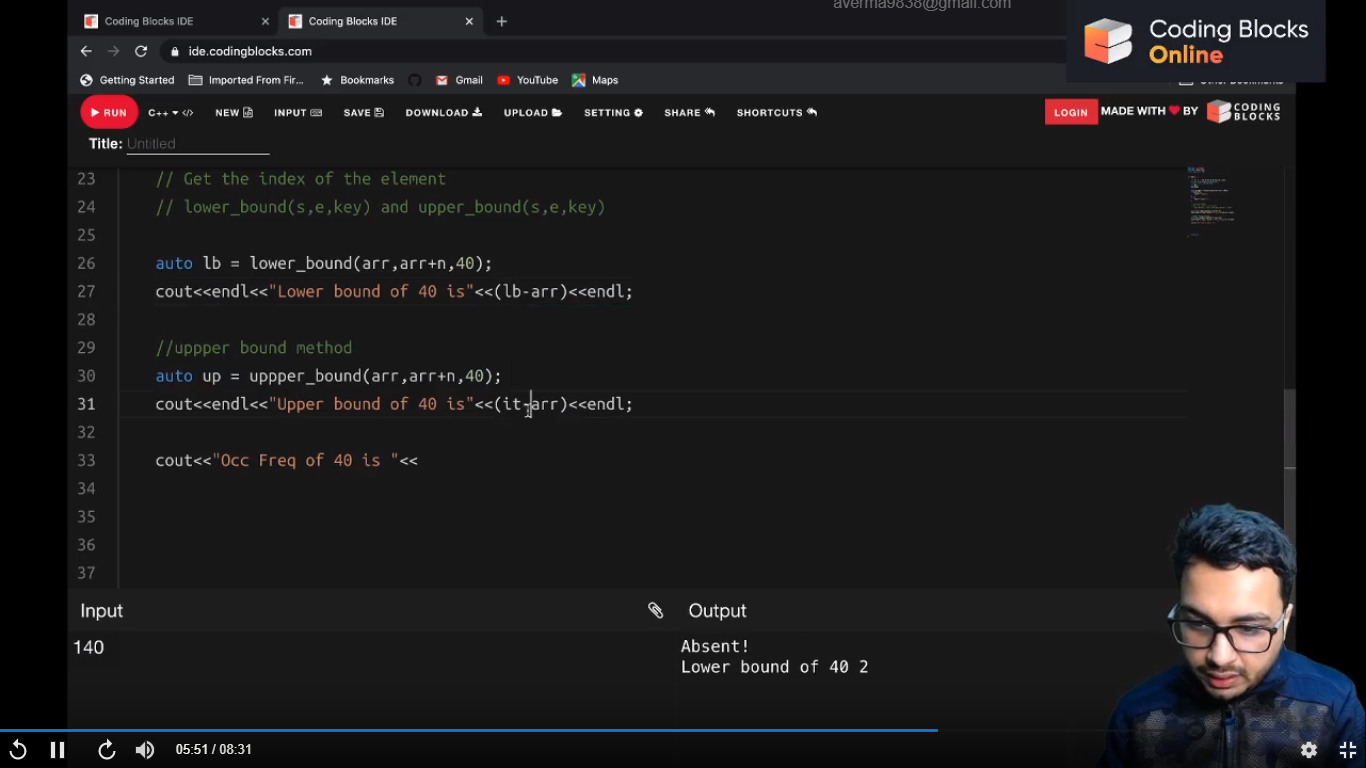 averma9838@gmail.com
Coding Blocks IDE
Coding Blocks IDE
Coding Blocks
Online
ide.codingblocks.com
Getting Started Imported From Fir... Bookmarks Gmail YouTube Maps Other Bookmarks
RUN C++ NEW INPUT SAVE DOWNLOAD UPLOAD SETTING SHARE SHORTCUTS LOGIN MADE WITH BY CODING BLOCKS
Title: Untitled
23 // Get the index of the element
24 // lower_bound(s,e,key) and upper_bound(s,e,key)
25
26 auto lb = lower_bound(arr,arr+n,40);
27 cout<<endl<<"Lower bound of 40 is"<<(lb-arr)<<endl;
28
29 //uppper bound method
30 auto up = uppper_bound(arr,arr+n,40);
31 cout<<endl<<"Upper bound of 40 is"<<(it-arr)<<endl;
32
33 cout<<"Occ Freq of 40 is "<<
34
35
36
37
Input
140
Output
Absent!
Lower bound of 40 2
05:51 / 08:31